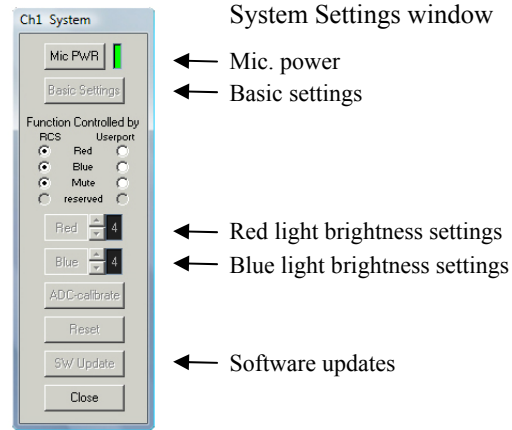 System Settings window
Ch1 System
Mic PWR
Mic. power
Basic Settings
Basic settings
Function Controlled by
RCS Userport
Red
Blue
Mute
reserved
Red 4
Red light brightness settings
Blue 4
Blue light brightness settings
ADC-calibrate
Reset
SW Update
Software updates
Close